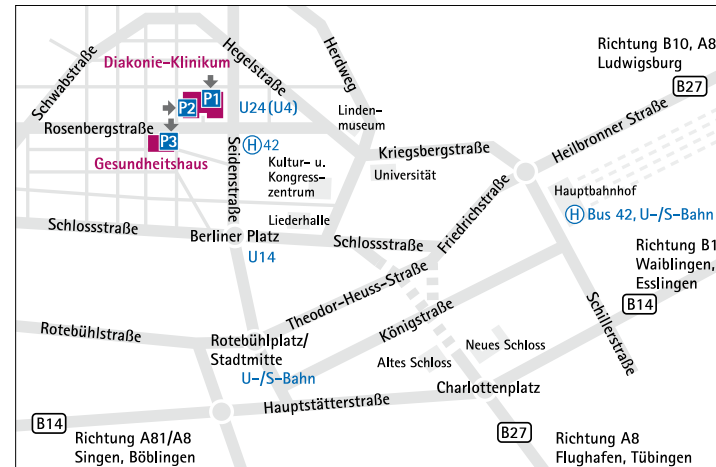 Schwabstraße
Hegelstraße
Herdweg
Richtung B10, A8
Ludwigsburg
B27
Diakonie-Klinikum
P1
P2
U24 (U4)
Linden-
museum
Heilbronner Straße
Rosenbergstraße
P3
Gesundheitshaus
Seidenstraße
H 42
Kultur- u.
Kongress-
zentrum
Kriegsbergstraße
Universität
Hauptbahnhof
H Bus 42, U-/S-Bahn
Liederhalle
Schlossstraße
Berliner Platz
U14
Schlossstraße
Friedrichstraße
Richtung B1
Waiblingen,
Esslingen
B14
Theodor-Heuss-Straße
Schillerstraße
Rotebühlstraße
Rotebühlplatz/
Stadtmitte
U-/S-Bahn
Königstraße
Neues Schloss
Altes Schloss
Charlottenplatz
Hauptstätterstraße
B14
Richtung A81/A8
Singen, Böblingen
B27
Richtung A8
Flughafen, Tübingen